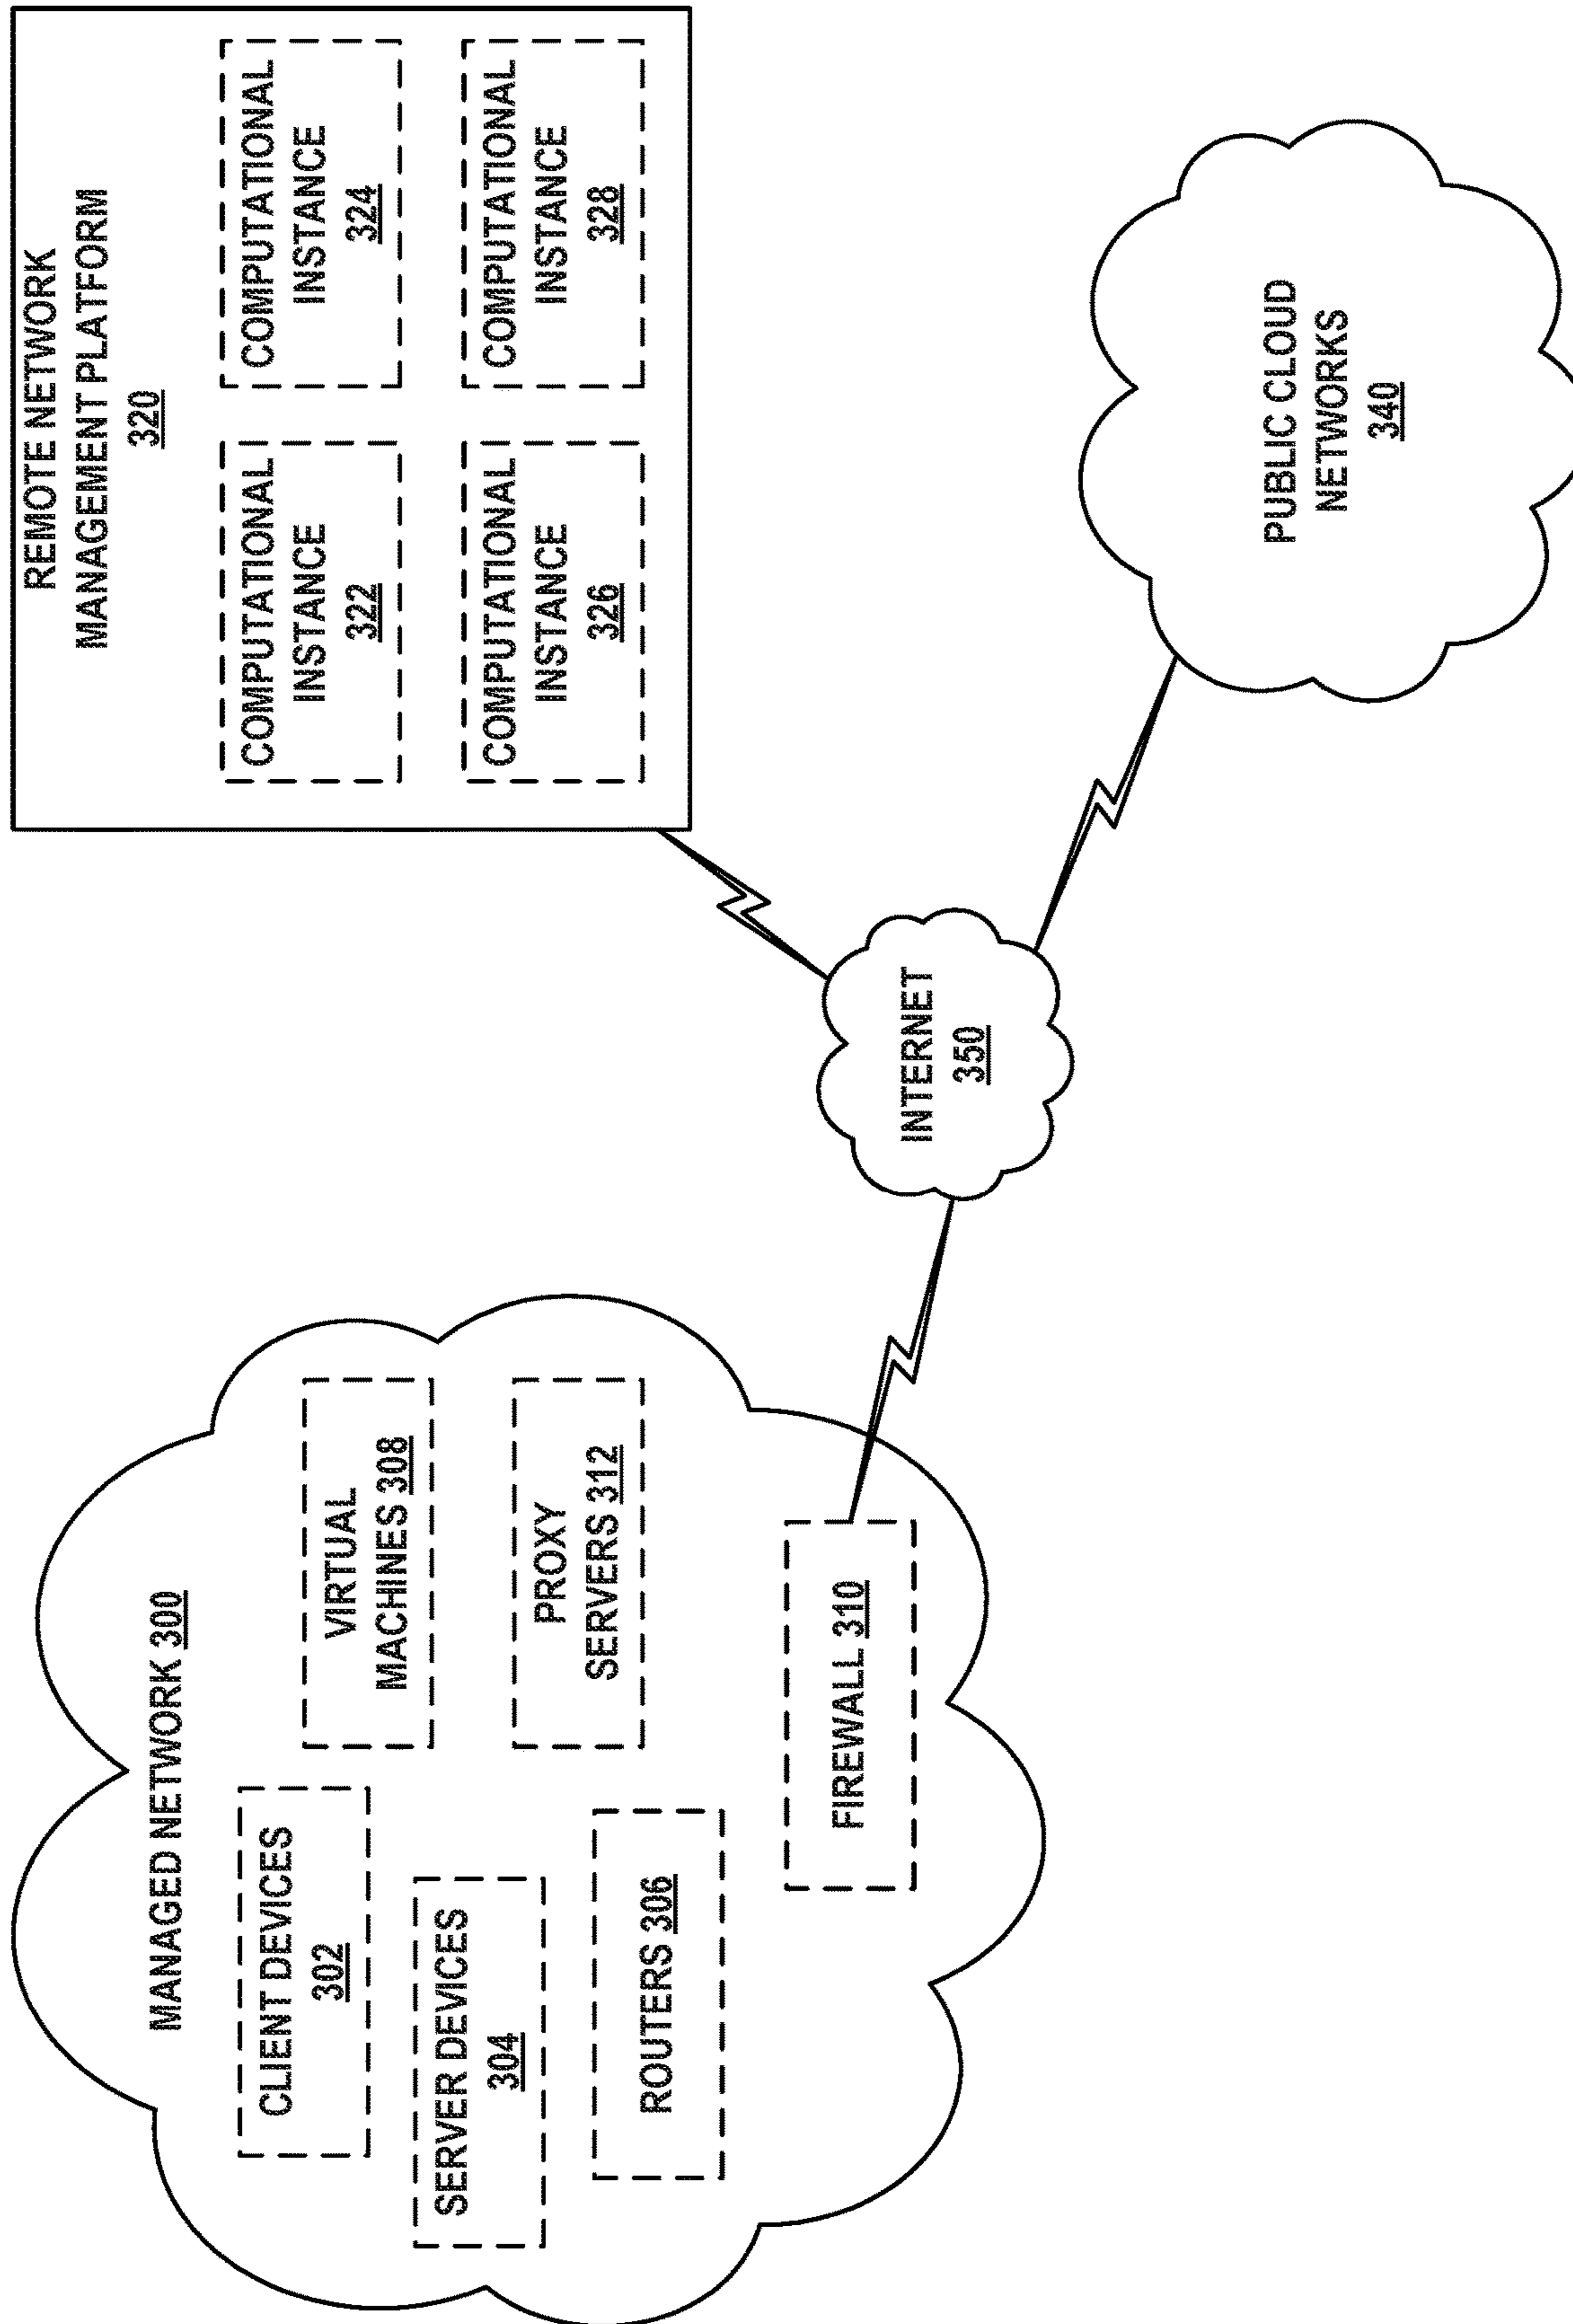 MANAGED NETWORK 300
CLIENT DEVICES
302
SERVER DEVICES
304
ROUTERS 306
VIRTUAL
MACHINES 308
PROXY
SERVERS 312
FIREWALL 310
INTERNET
350
REMOTE NETWORK
MANAGEMENT PLATFORM
320
COMPUTATIONAL
INSTANCE
322
COMPUTATIONAL
INSTANCE
324
COMPUTATIONAL
INSTANCE
326
COMPUTATIONAL
INSTANCE
328
PUBLIC CLOUD
NETWORKS
340